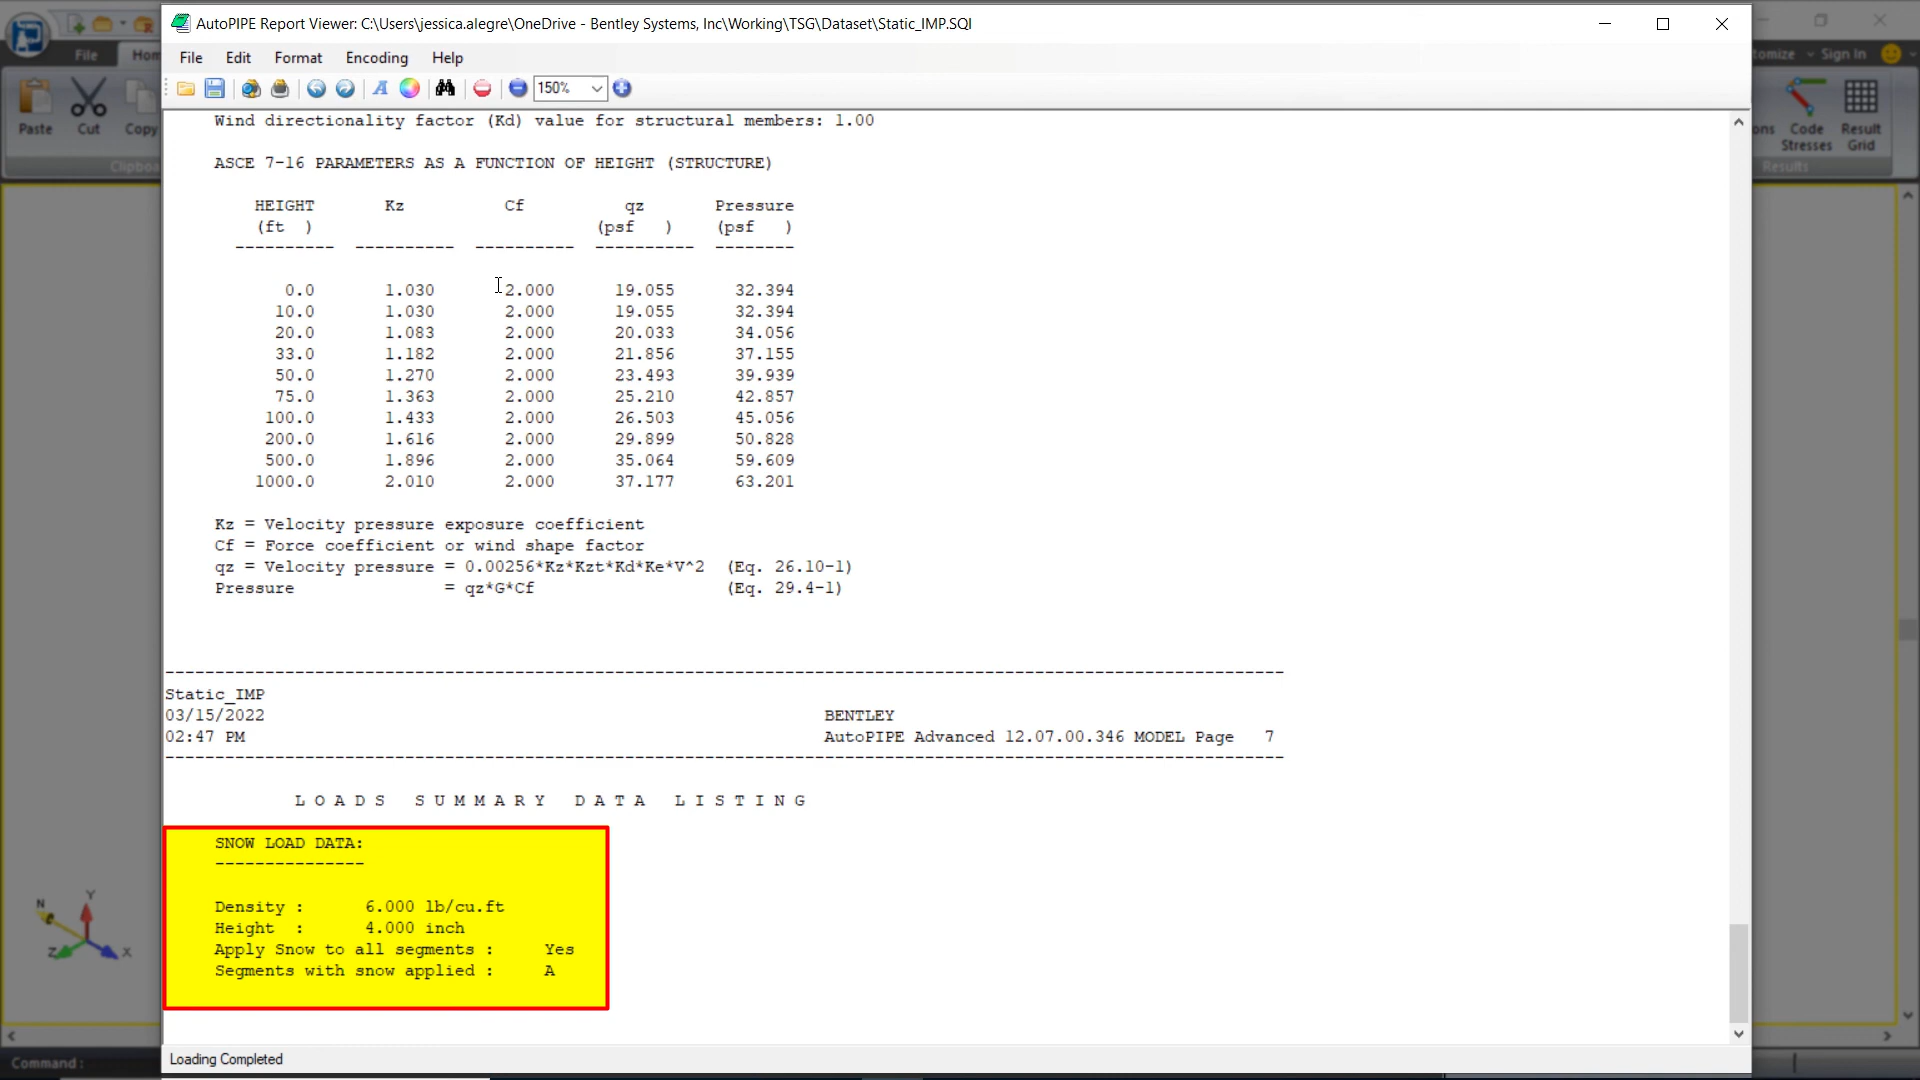 AutoPIPE Report Viewer: C:\Users\jessica.alegre\OneDrive - Bentley Systems, Inc\Working\TSG\Dataset\Static_IMP.SQI
File Edit Format Encoding Help
150%
File Hom
tomize Sign In
Paste Cut Copy
Clipboa
ons Code Stresses Result Grid
Results
Wind directionality factor (Kd) value for structural members: 1.00
ASCE 7-16 PARAMETERS AS A FUNCTION OF HEIGHT (STRUCTURE)
HEIGHT Kz Cf qz Pressure
(ft ) (psf ) (psf )
---------- ---------- ---------- ---------- --------
0.0 1.030 2.000 19.055 32.394
10.0 1.030 2.000 19.055 32.394
20.0 1.083 2.000 20.033 34.056
33.0 1.182 2.000 21.856 37.155
50.0 1.270 2.000 23.493 39.939
75.0 1.363 2.000 25.210 42.857
100.0 1.433 2.000 26.503 45.056
200.0 1.616 2.000 29.899 50.828
500.0 1.896 2.000 35.064 59.609
1000.0 2.010 2.000 37.177 63.201
Kz = Velocity pressure exposure coefficient
Cf = Force coefficient or wind shape factor
qz = Velocity pressure = 0.00256*Kz*Kzt*Kd*Ke*V^2 (Eq. 26.10-1)
Pressure = qz*G*Cf (Eq. 29.4-1)
Static_IMP
03/15/2022 BENTLEY
02:47 PM AutoPIPE Advanced 12.07.00.346 MODEL Page 7
L O A D S S U M M A R Y D A T A L I S T I N G
SNOW LOAD DATA:
---------------
Density : 6.000 lb/cu.ft
Height : 4.000 inch
Apply Snow to all segments : Yes
Segments with snow applied : A
N Y
Z X
Loading Completed
Command :